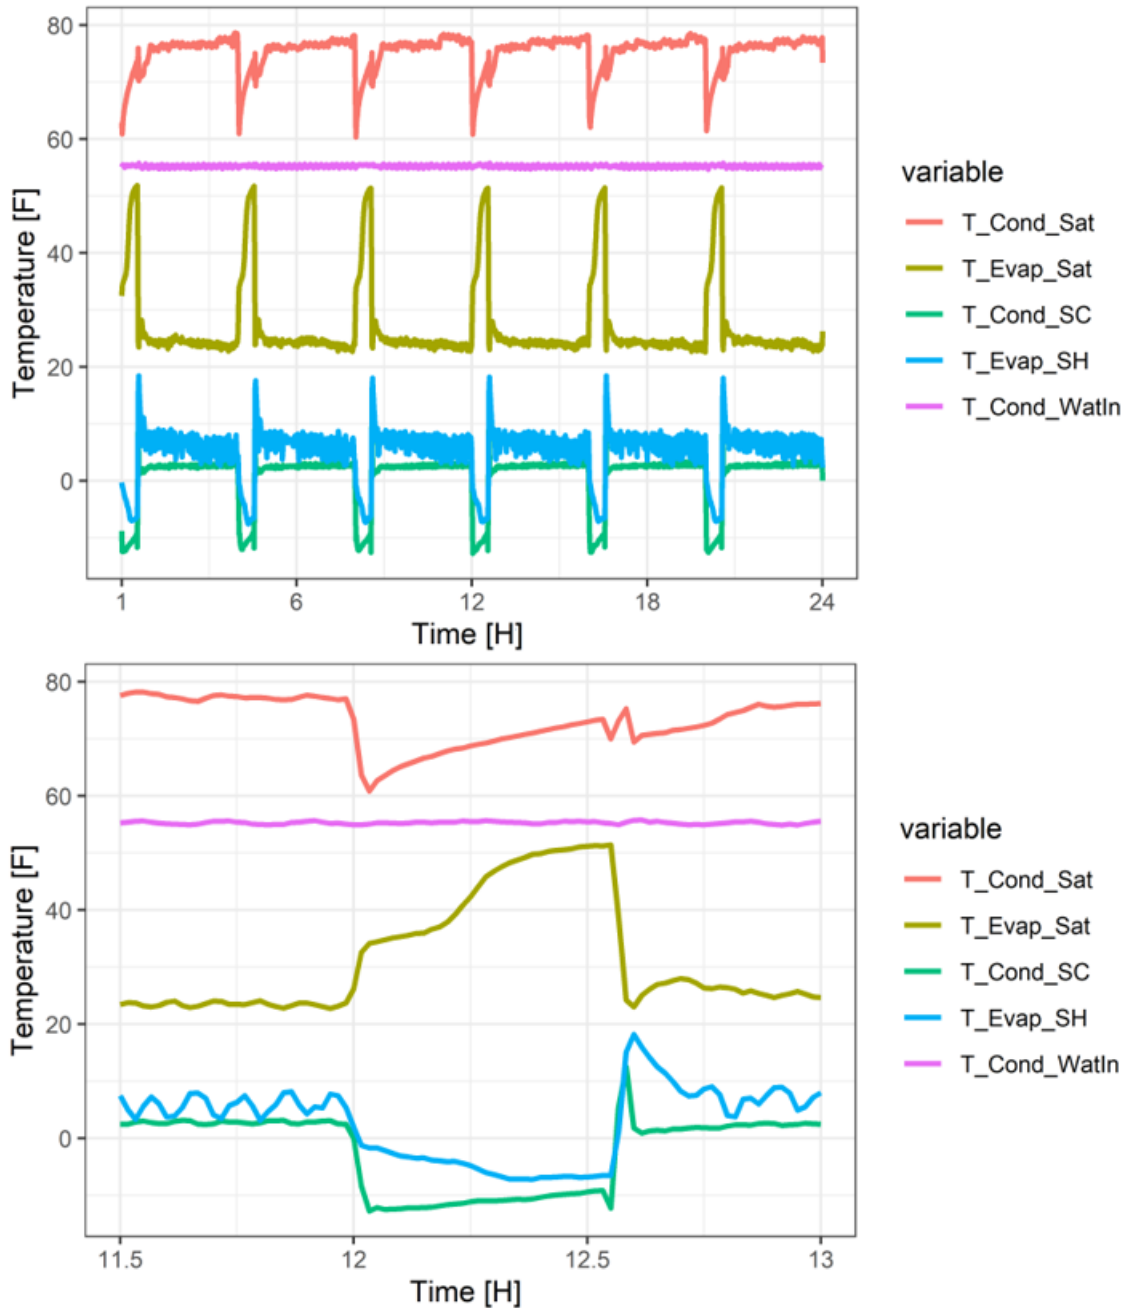 80
60
40
20
0
Temperature [F]
1
6
12
18
24
Time [H]
variable
T_Cond_Sat
T_Evap_Sat
T_Cond_SC
T_Evap_SH
T_Cond_WatIn
80
60
40
20
0
Temperature [F]
11.5
12
12.5
13
Time [H]
variable
T_Cond_Sat
T_Evap_Sat
T_Cond_SC
T_Evap_SH
T_Cond_WatIn